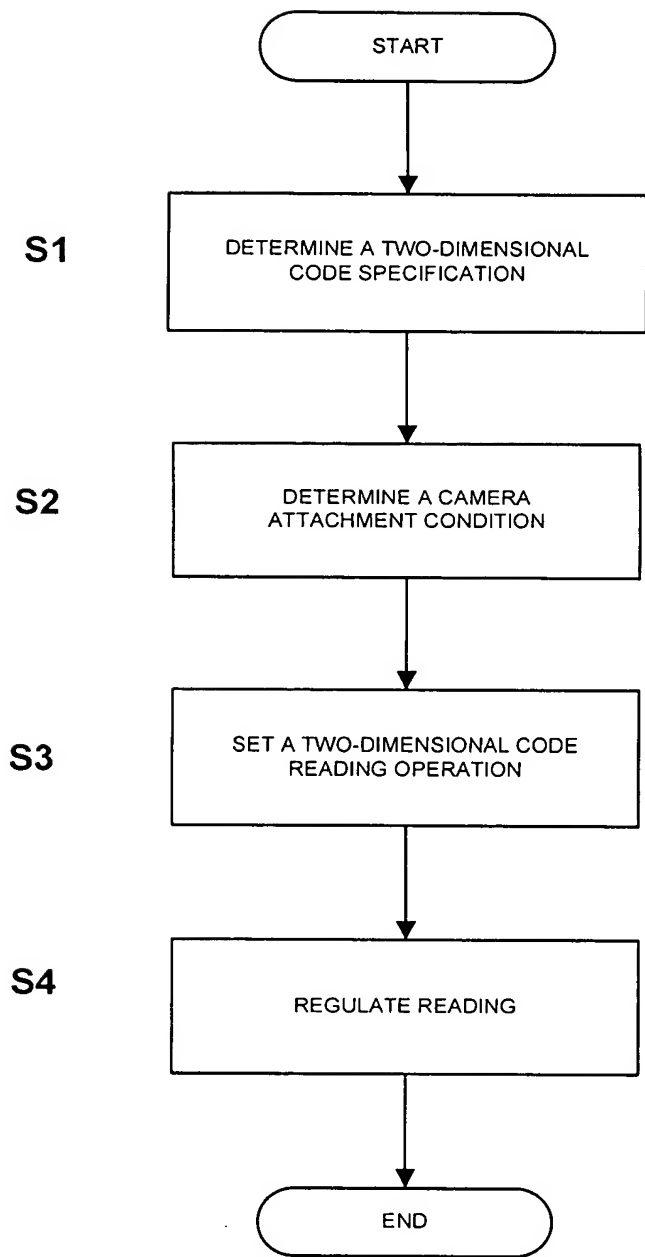 START
S1
DETERMINE A TWO-DIMENSIONAL
CODE SPECIFICATION
S2
DETERMINE A CAMERA
ATTACHMENT CONDITION
S3
SET A TWO-DIMENSIONAL CODE
READING OPERATION
S4
REGULATE READING
END